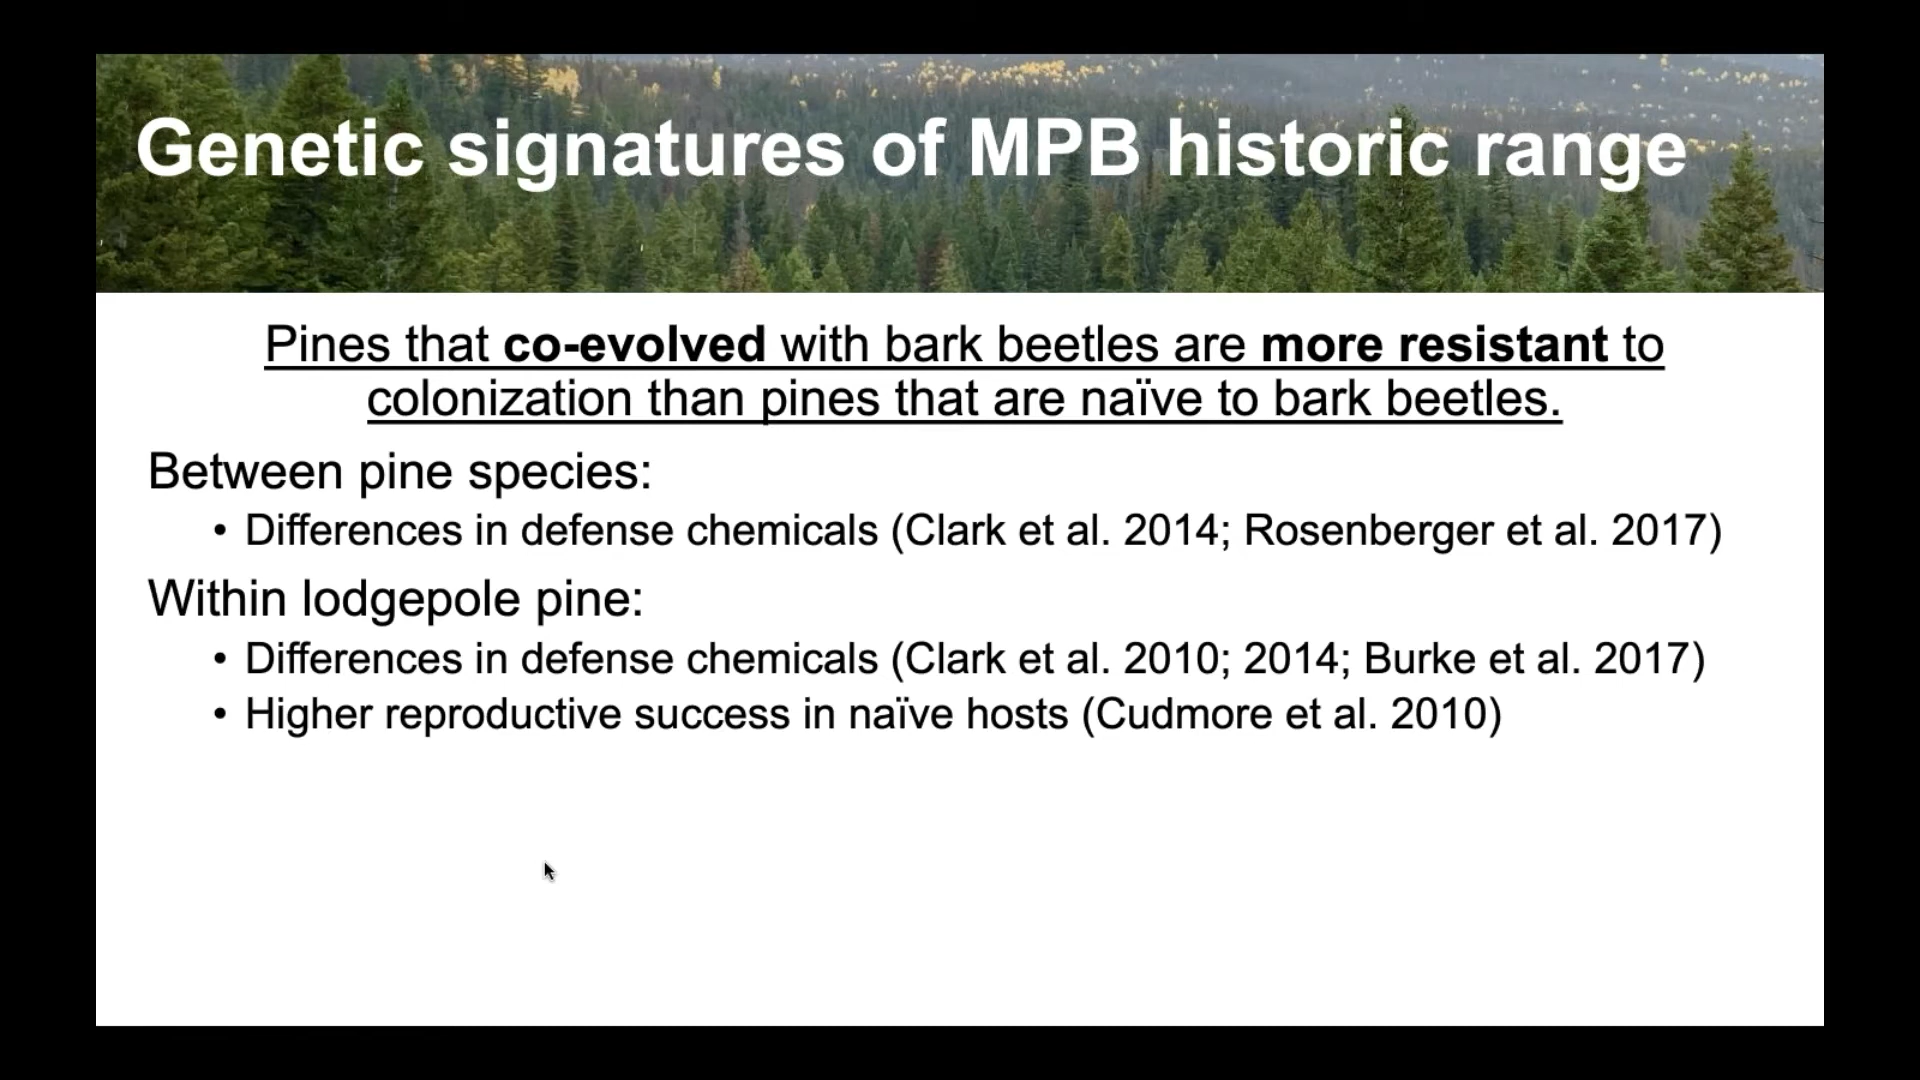 Genetic signatures of MPB historic range
Pines that co-evolved with bark beetles are more resistant to
colonization than pines that are naïve to bark beetles.
Between pine species:
• Differences in defense chemicals (Clark et al. 2014; Rosenberger et al. 2017)
Within lodgepole pine:
• Differences in defense chemicals (Clark et al. 2010; 2014; Burke et al. 2017)
• Higher reproductive success in naïve hosts (Cudmore et al. 2010)